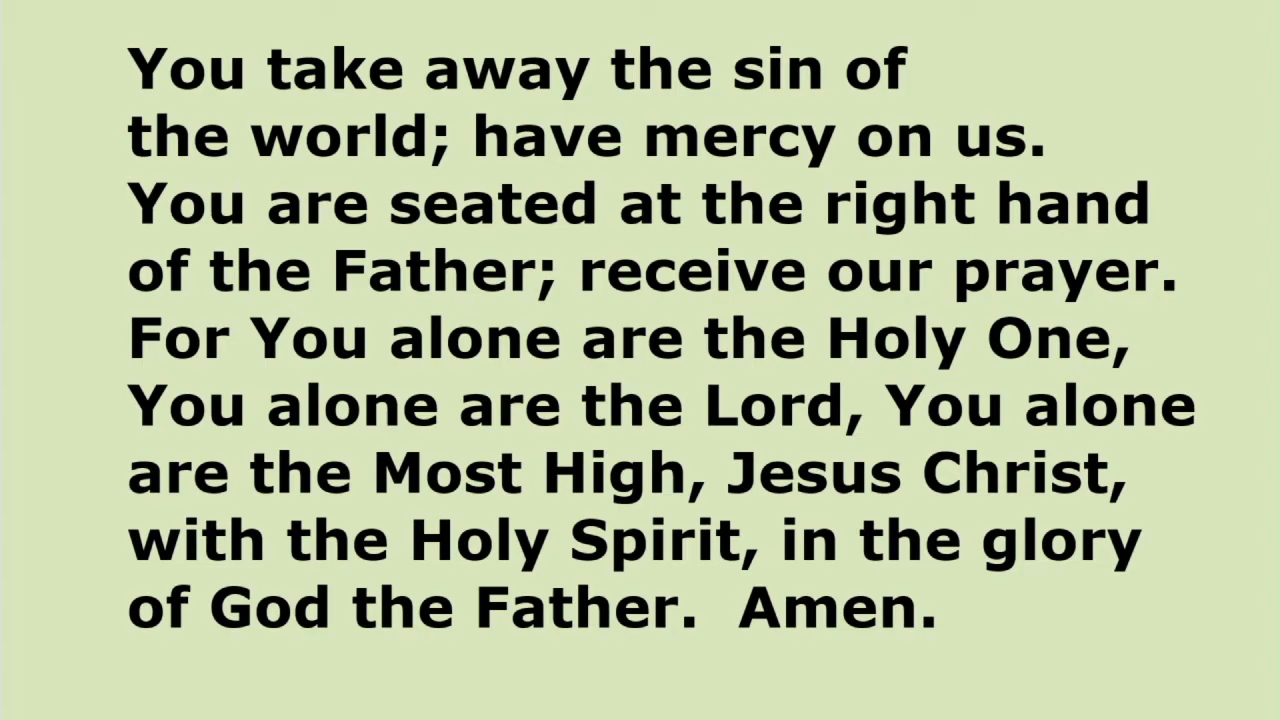 You take away the sin of
the world; have mercy on us.
You are seated at the right hand
of the Father; receive our prayer.
For You alone are the Holy One,
You alone are the Lord, You alone
are the Most High, Jesus Christ,
with the Holy Spirit, in the glory
of God the Father.  Amen.